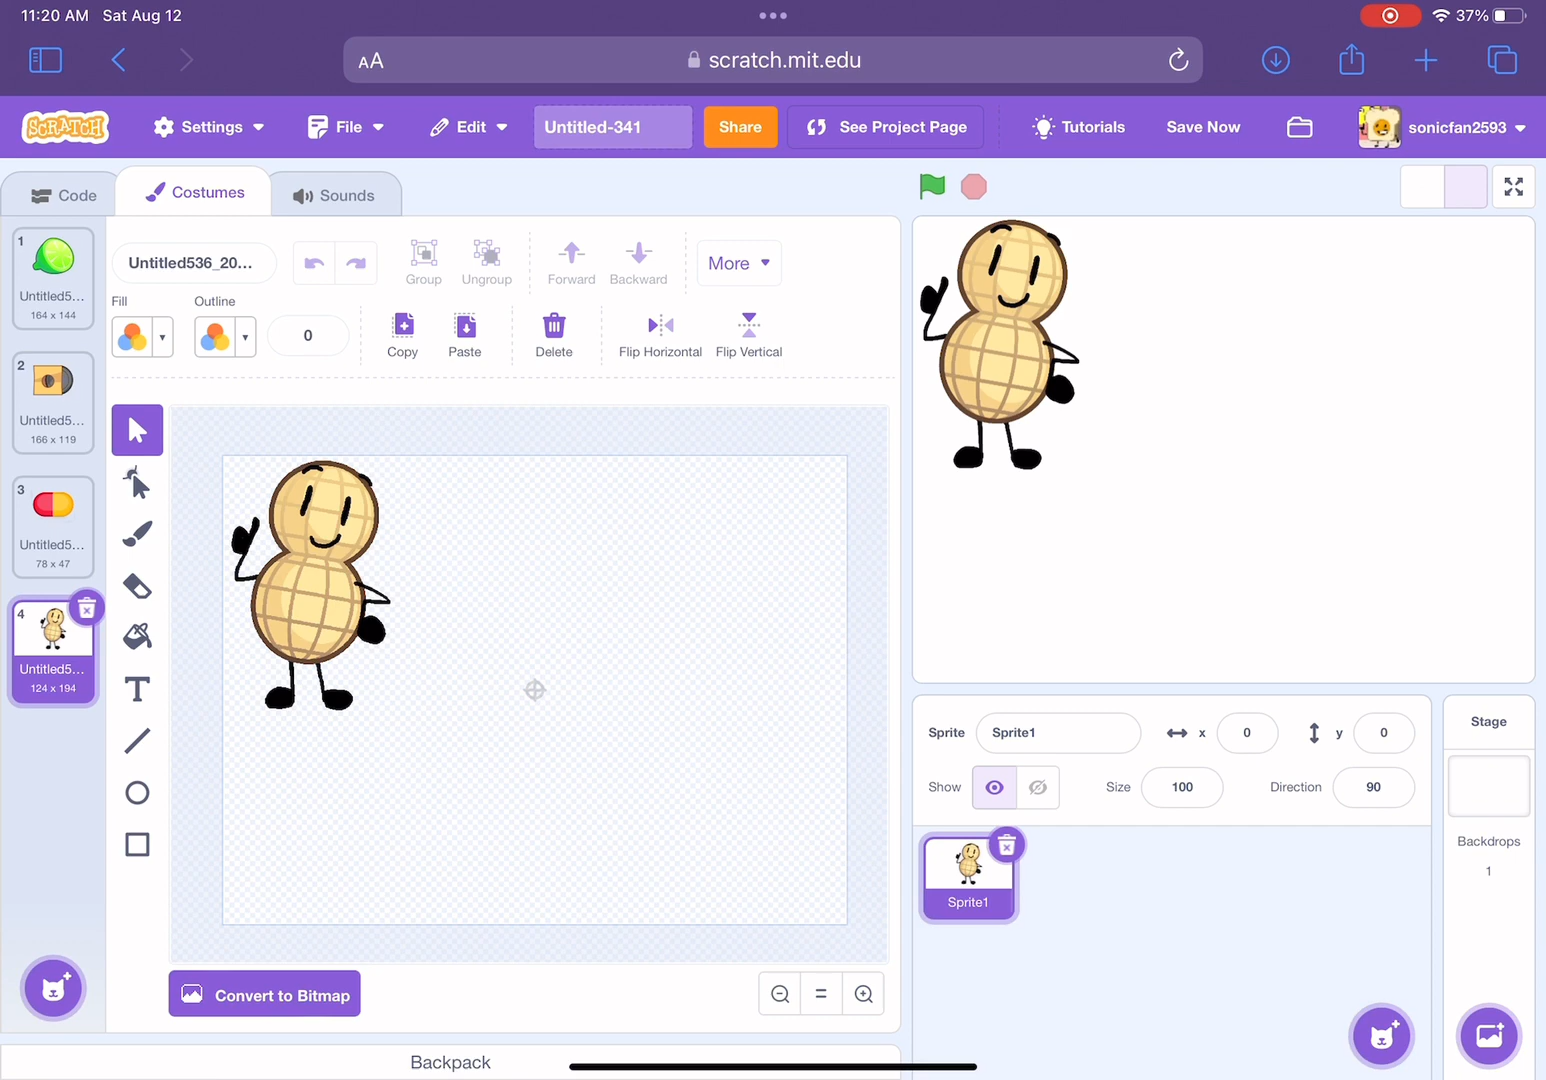 11:20 AM Sat Aug 12
37%
AA
scratch.mit.edu
SCRATCH
Settings
File
Edit
Untitled-341
Share
See Project Page
Tutorials
Save Now
sonicfan2593
Code
Costumes
Sounds
1
Untitled5...
164 x 144
2
Untitled5...
166 x 119
3
Untitled5...
78 x 47
4
Untitled5...
124 x 194
Untitled536_20...
Group
Ungroup
Forward
Backward
More
Fill
Outline
0
Copy
Paste
Delete
Flip Horizontal
Flip Vertical
T
Convert to Bitmap
Backpack
Sprite
Sprite1
x
0
y
0
Show
Size
100
Direction
90
Sprite1
Stage
Backdrops
1